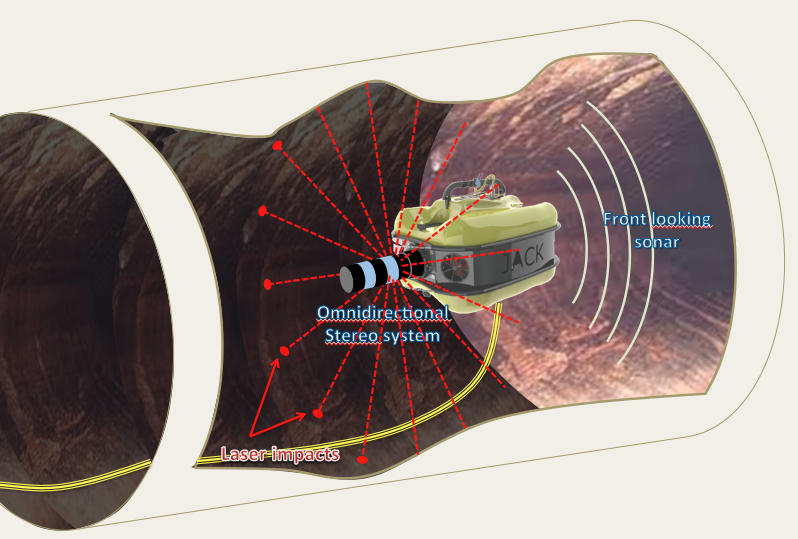 Front looking
sonar
JACK
Omnidirectional
Stereo system
Laser impacts